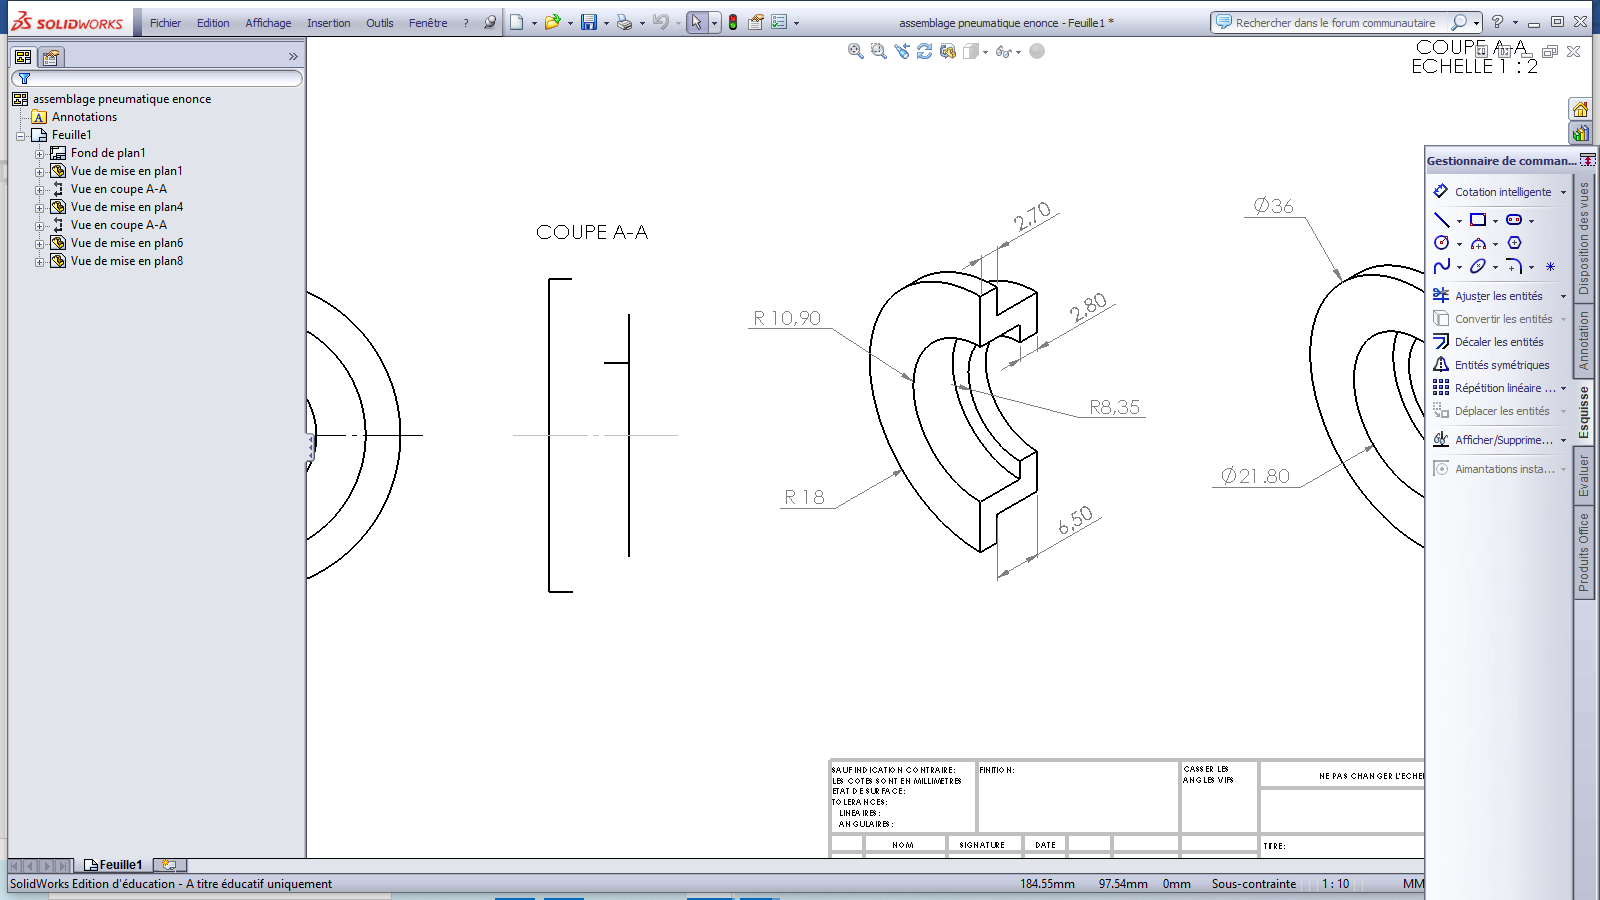 SOLIDWORKS
Fichier Edition Affichage Insertion Outils Fenêtre ?
assemblage pneumatique enonce - Feuille1 *
Rechercher dans le forum communautaire
assemblage pneumatique enonce
Annotations
Feuille1
Fond de plan1
Vue de mise en plan1
Vue en coupe A-A
Vue de mise en plan4
Vue en coupe A-A
Vue de mise en plan6
Vue de mise en plan8
COUPE A-A
ECHELLE 1 : 2
COUPE A-A
2,70
2,80
R 10,90
R8,35
R 18
6,50
Ø36
Ø21.80
Gestionnaire de comman...
Cotation intelligente
Ajuster les entités
Convertir les entités
Décaler les entités
Entités symétriques
Répétition linéaire ...
Déplacer les entités
Afficher/Supprime...
Aimantations insta...
Disposition des vues
Annotation
Esquisse
Evaluer
Produits Office
SAUF INDICATION CONTRAIRE:
LES COTES SONT EN MILLIMETRES
ETAT DE SURFACE:
TOLERANCES:
LINEAIRES:
ANGULAIRES:
FINITION:
CASSER LES
ANGLES VIFS
NE PAS CHANGER L'ECHE
NOM SIGNATURE DATE
TITRE:
Feuille1
SolidWorks Edition d'éducation - A titre éducatif uniquement
184.55mm 97.54mm 0mm Sous-contrainte 1 : 10 MM